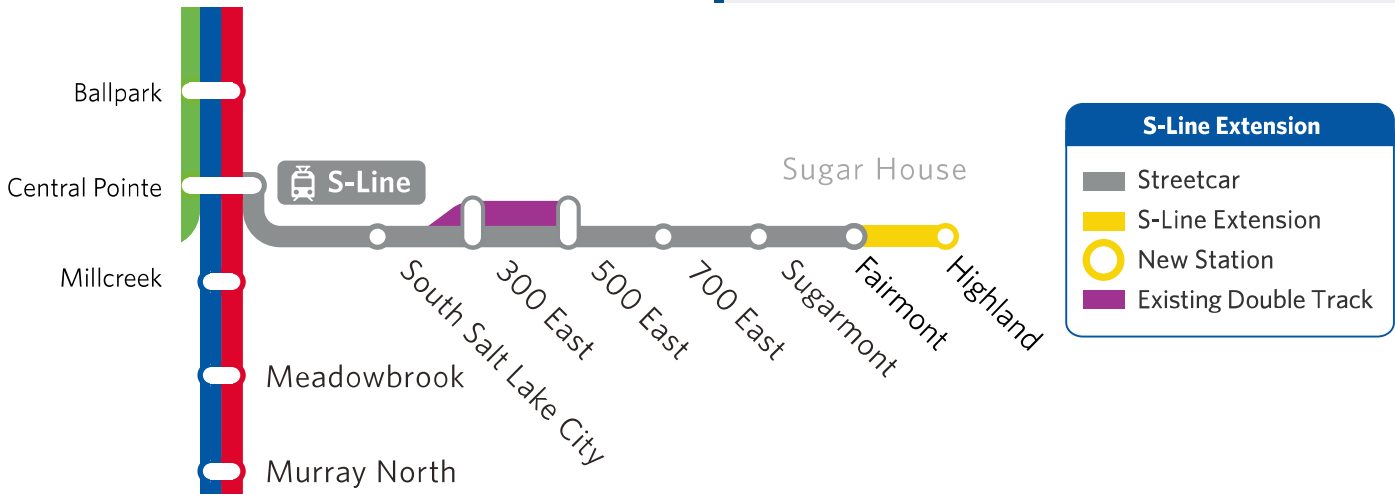 Ballpark
Central Pointe
S-Line
Sugar House
Millcreek
South Salt Lake City
300 East
500 East
700 East
Sugarmont
Fairmont
Highland
Meadowbrook
Murray North
S-Line Extension
Streetcar
S-Line Extension
New Station
Existing Double Track